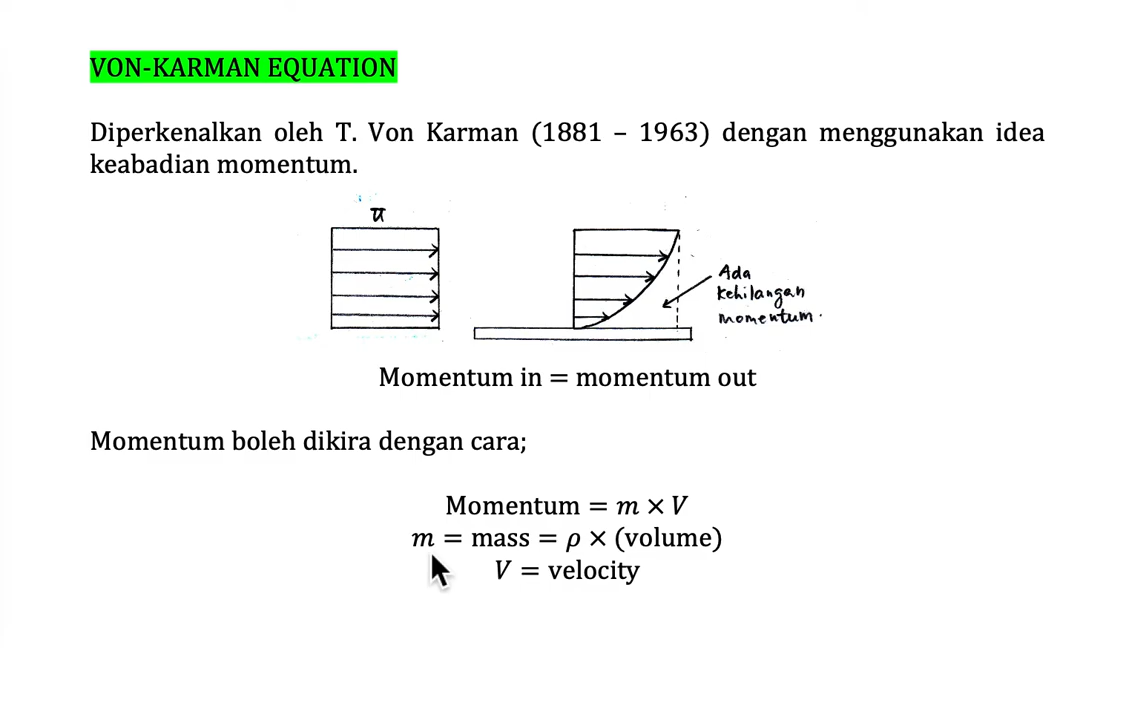 VON-KARMAN EQUATION
Diperkenalkan oleh T. Von Karman (1881 – 1963) dengan menggunakan idea
keabadian momentum.
u̅
Ada
kehilangan
momentum.
Momentum in = momentum out
Momentum boleh dikira dengan cara;
Momentum = m × V
m = mass = ρ × (volume)
V = velocity